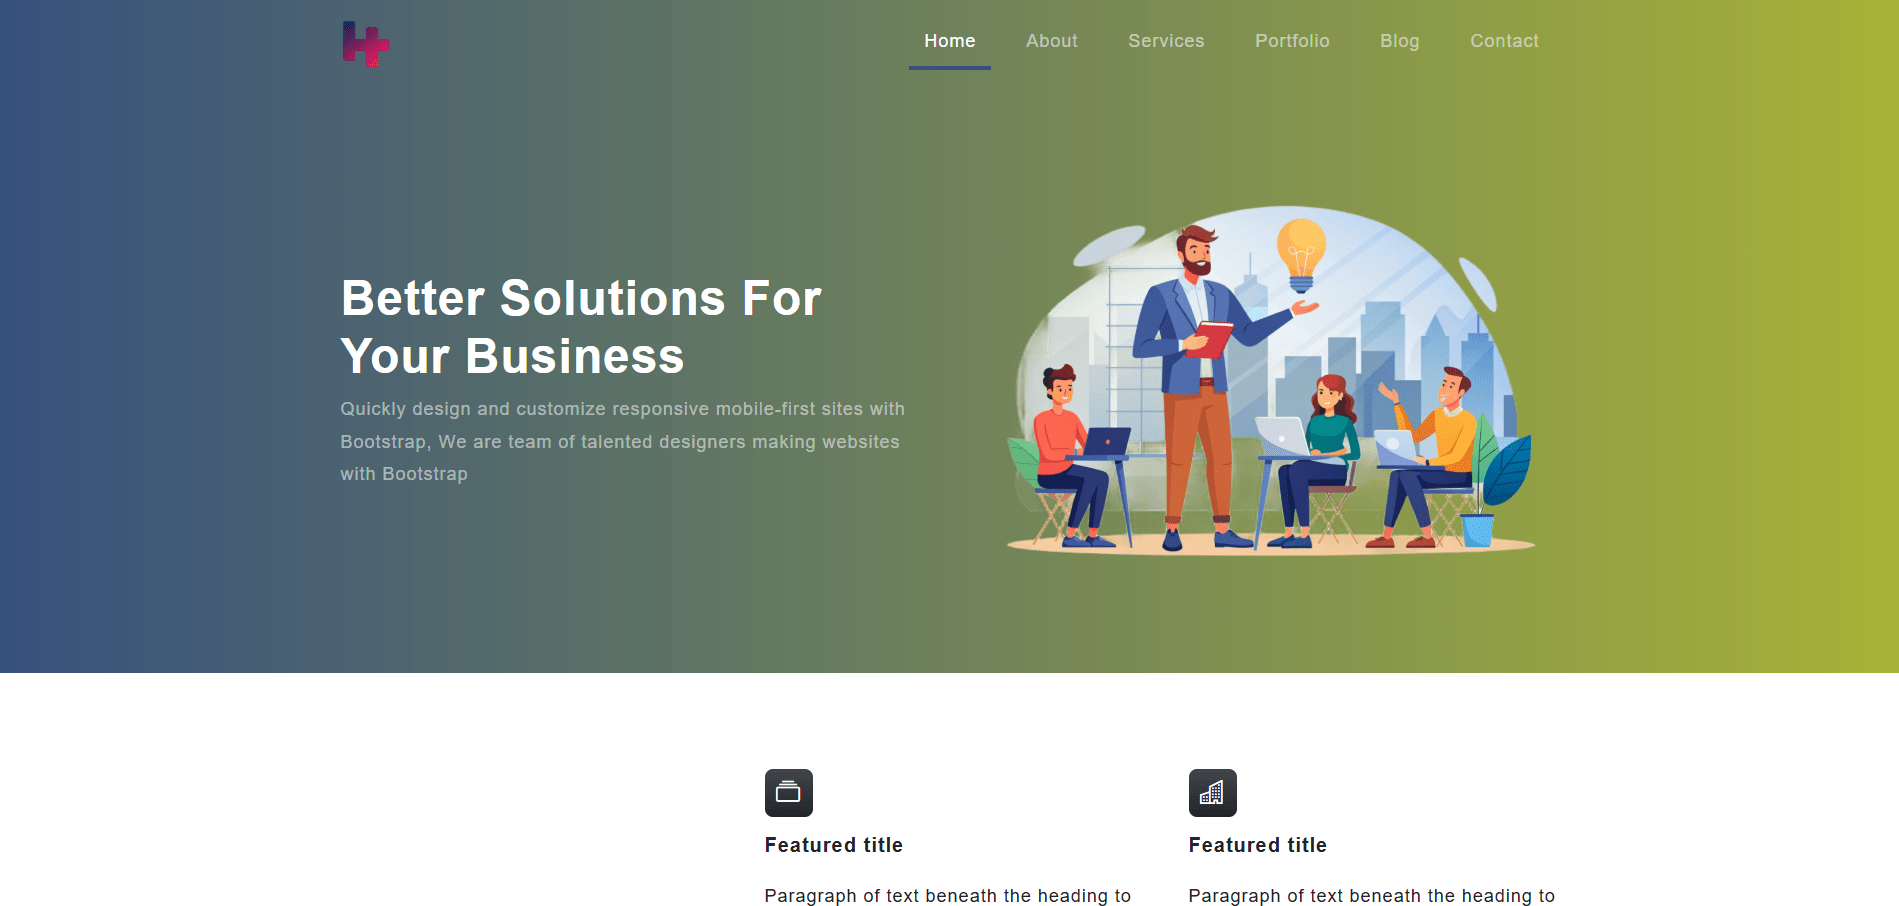 Home About Services Portfolio Blog Contact
Better Solutions For
Your Business
Quickly design and customize responsive mobile-first sites with
Bootstrap, We are team of talented designers making websites
with Bootstrap
Featured title
Paragraph of text beneath the heading to
Featured title
Paragraph of text beneath the heading to